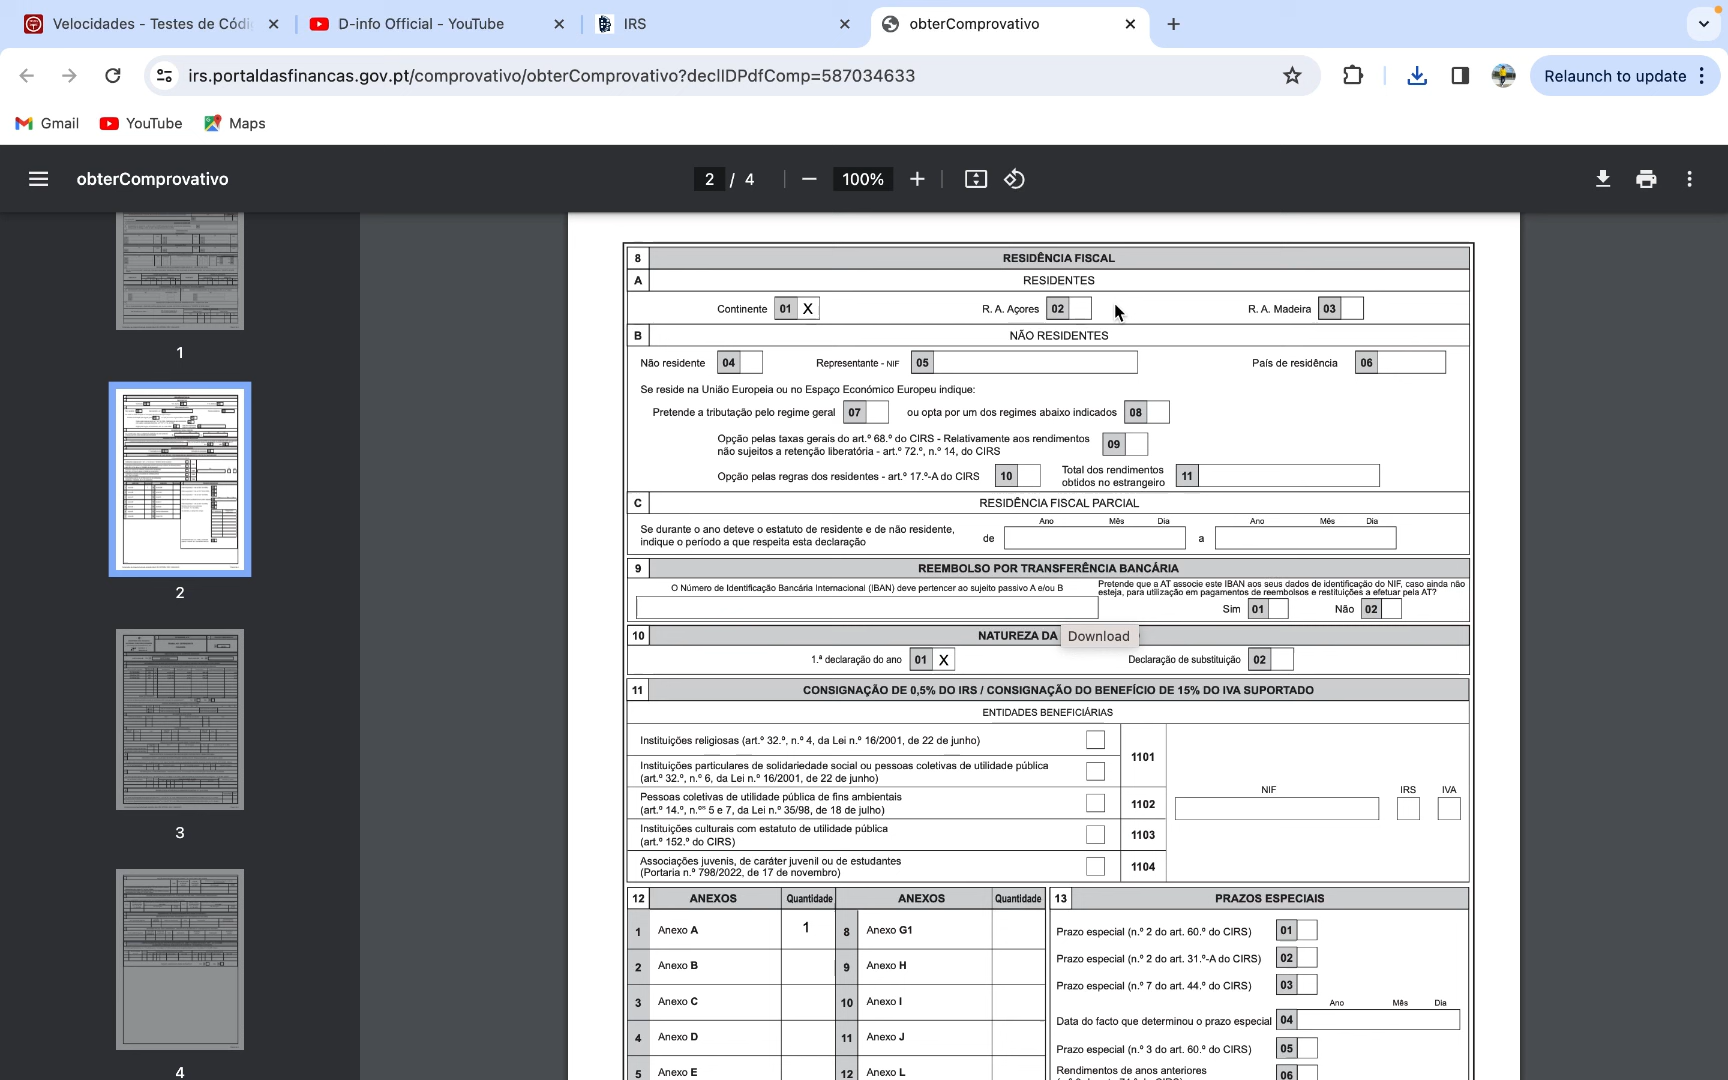 Velocidades - Testes de Códi
D-info Official - YouTube
IRS
obterComprovativo
irs.portaldasfinancas.gov.pt/comprovativo/obterComprovativo?declIDPdfComp=587034633
Relaunch to update
Gmail
YouTube
Maps
obterComprovativo
2 / 4
100%
1
2
3
4
8 RESIDÊNCIA FISCAL
A RESIDENTES
Continente 01 X R. A. Açores 02 R. A. Madeira 03
B NÃO RESIDENTES
Não residente 04 Representante - NIF 05 País de residência 06
Se reside na União Europeia ou no Espaço Económico Europeu indique:
Pretende a tributação pelo regime geral 07 ou opta por um dos regimes abaixo indicados 08
Opção pelas taxas gerais do art.º 68.º do CIRS - Relativamente aos rendimentos
não sujeitos a retenção liberatória - art.º 72.º, n.º 14, do CIRS 09
Opção pelas regras dos residentes - art.º 17.º-A do CIRS 10 Total dos rendimentos
obtidos no estrangeiro 11
C RESIDÊNCIA FISCAL PARCIAL
Ano Mês Dia Ano Mês Dia
Se durante o ano deteve o estatuto de residente e de não residente,
indique o período a que respeita esta declaração de a
9 REEMBOLSO POR TRANSFERÊNCIA BANCÁRIA
O Número de Identificação Bancária Internacional (IBAN) deve pertencer ao sujeito passivo A e/ou B
Pretende que a AT associe este IBAN aos seus dados de identificação do NIF, caso ainda não
esteja, para utilização em pagamentos de reembolsos e restituições a efetuar pela AT?
Sim 01 Não 02
10 NATUREZA DA
Download
1.ª declaração do ano 01 X Declaração de substituição 02
11 CONSIGNAÇÃO DE 0,5% DO IRS / CONSIGNAÇÃO DO BENEFÍCIO DE 15% DO IVA SUPORTADO
ENTIDADES BENEFICIÁRIAS
Instituições religiosas (art.º 32.º, n.º 4, da Lei n.º 16/2001, de 22 de junho)
1101
Instituições particulares de solidariedade social ou pessoas coletivas de utilidade pública
(art.º 32.º, n.º 6, da Lei n.º 16/2001, de 22 de junho)
NIF IRS IVA
Pessoas coletivas de utilidade pública de fins ambientais
(art.º 14.º, n.ºs 5 e 7, da Lei n.º 35/98, de 18 de julho) 1102
Instituições culturais com estatuto de utilidade pública
(art.º 152.º do CIRS) 1103
Associações juvenis, de caráter juvenil ou de estudantes
(Portaria n.º 798/2022, de 17 de novembro) 1104
12 ANEXOS Quantidade ANEXOS Quantidade 13 PRAZOS ESPECIAIS
1 Anexo A 1 8 Anexo G1 Prazo especial (n.º 2 do art. 60.º do CIRS) 01
2 Anexo B 9 Anexo H Prazo especial (n.º 2 do art. 31.º-A do CIRS) 02
3 Anexo C 10 Anexo I Prazo especial (n.º 7 do art. 44.º do CIRS) 03
Ano Mês Dia
Data do facto que determinou o prazo especial 04
4 Anexo D 11 Anexo J Prazo especial (n.º 3 do art. 60.º do CIRS) 05
5 Anexo E 12 Anexo L Rendimentos de anos anteriores 06